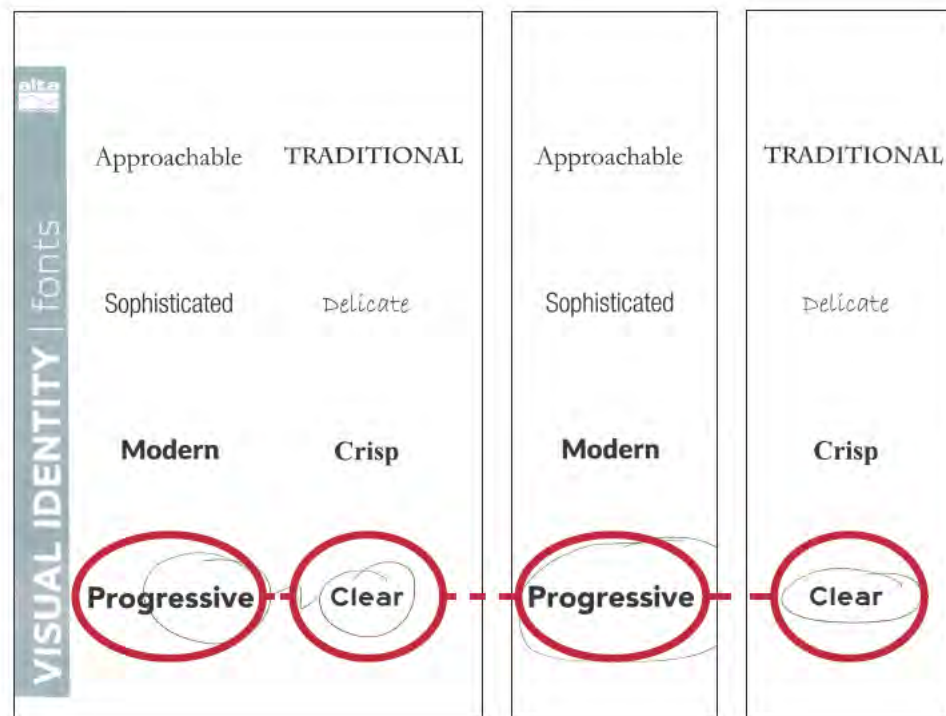 alta
VISUAL IDENTITY | fonts
Approachable TRADITIONAL Approachable TRADITIONAL
Sophisticated Delicate Sophisticated Delicate
Modern Crisp Modern Crisp
Progressive Clear Progressive Clear